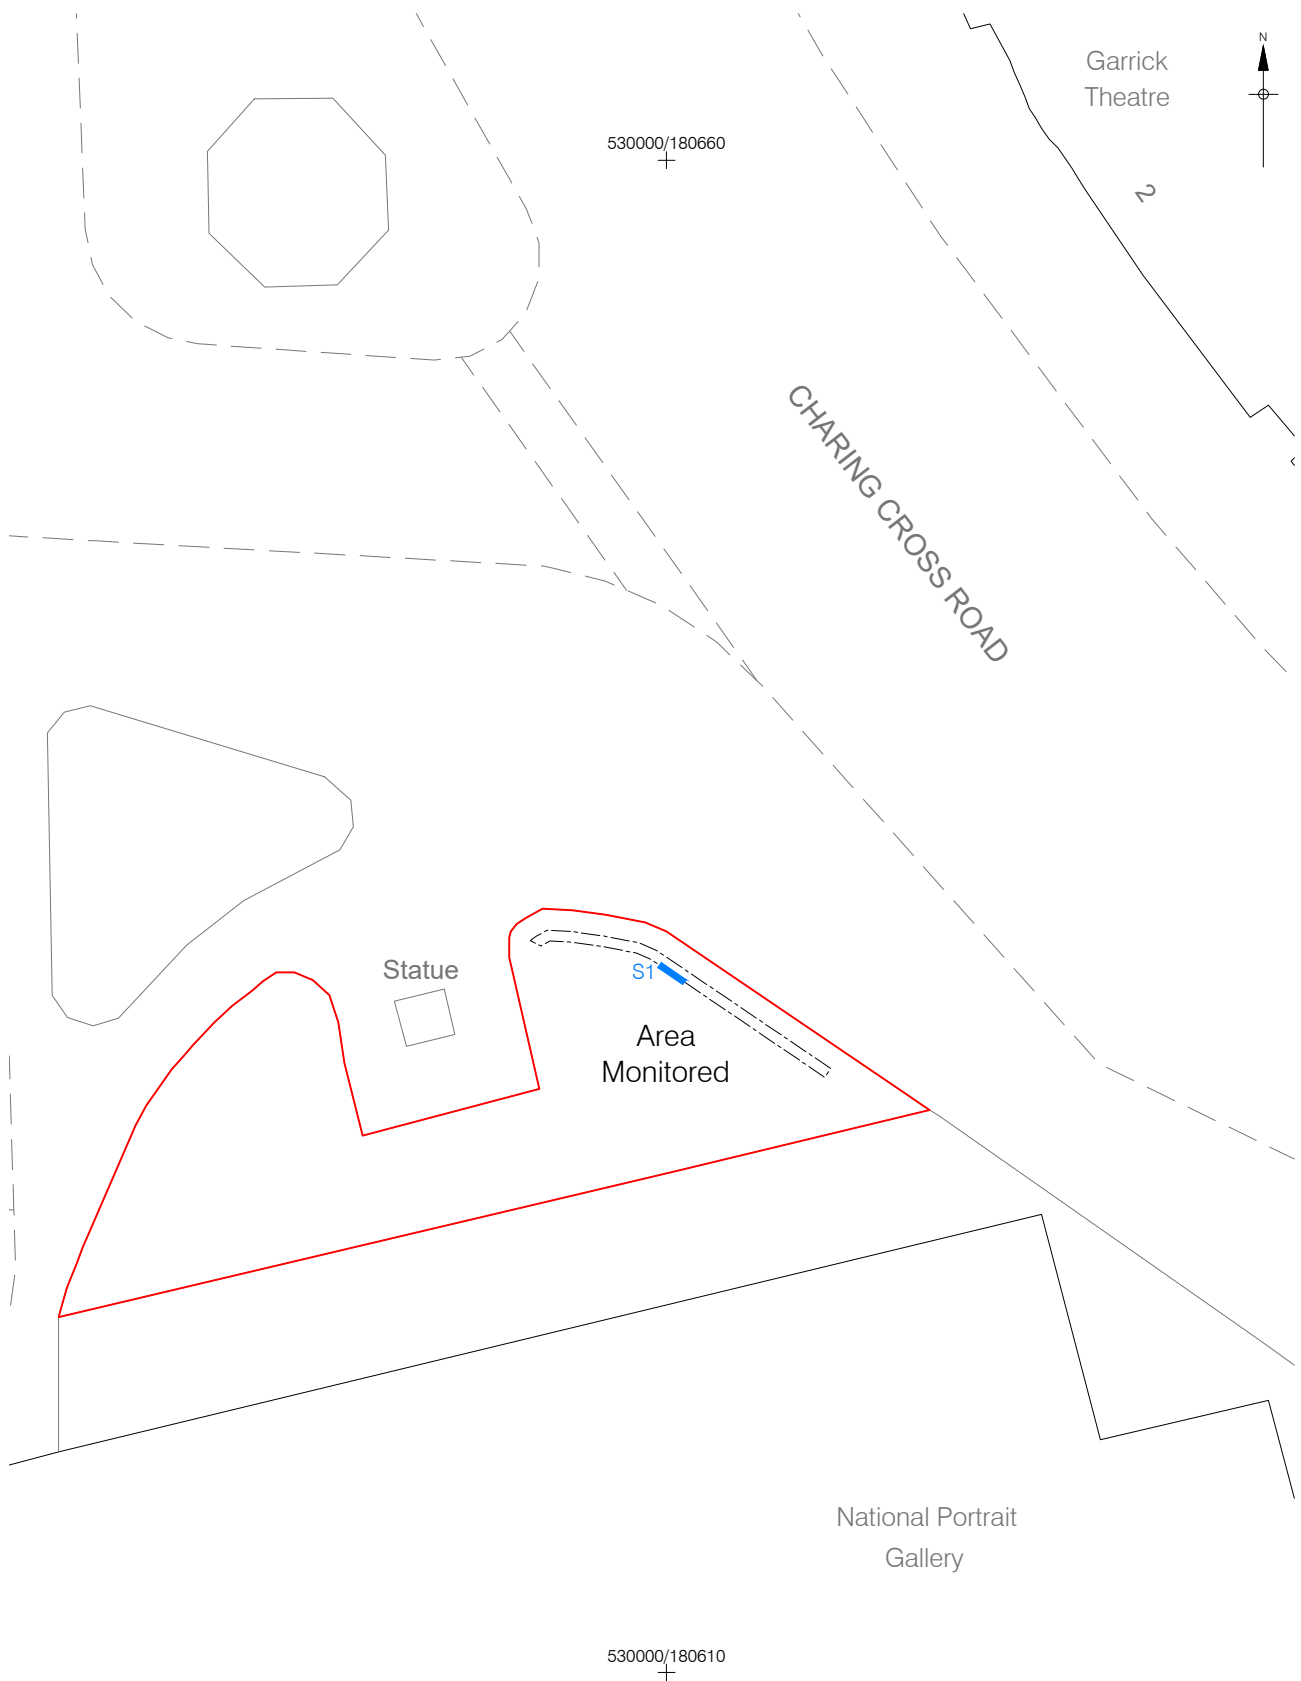 N
Garrick
Theatre
530000/180660
2
CHARING CROSS ROAD
Statue
S1
Area
Monitored
National Portrait
Gallery
530000/180610